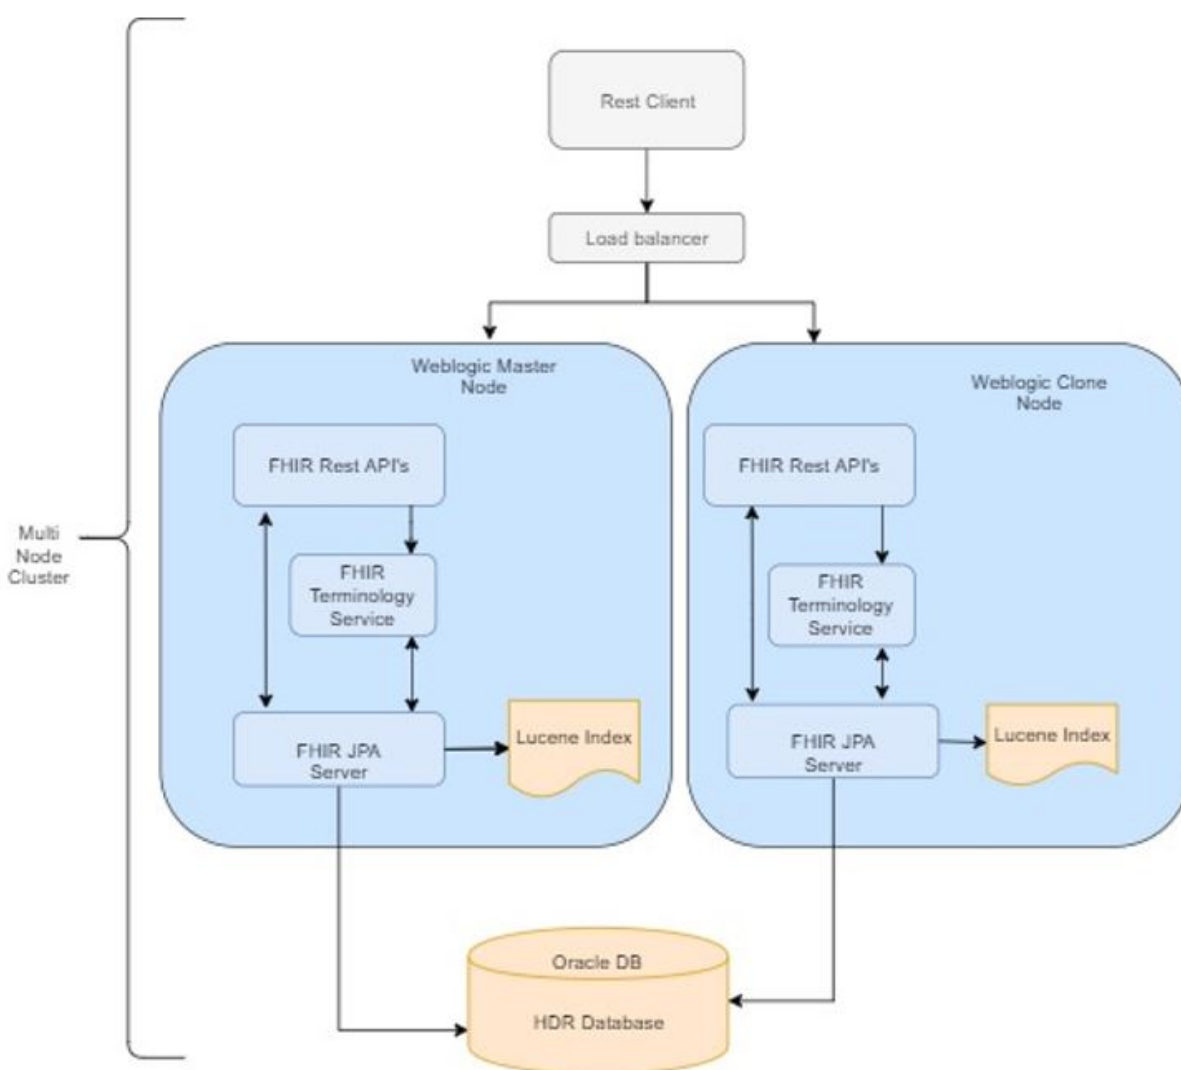 Rest Client
Load balancer
Weblogic Master
Node
Weblogic Clone
Node
FHIR Rest API's
FHIR Rest API's
Multi
Node
Cluster
FHIR
Terminology
Service
FHIR
Terminology
Service
FHIR JPA
Server
Lucene Index
FHIR JPA
Server
Lucene Index
Oracle DB
HDR Database